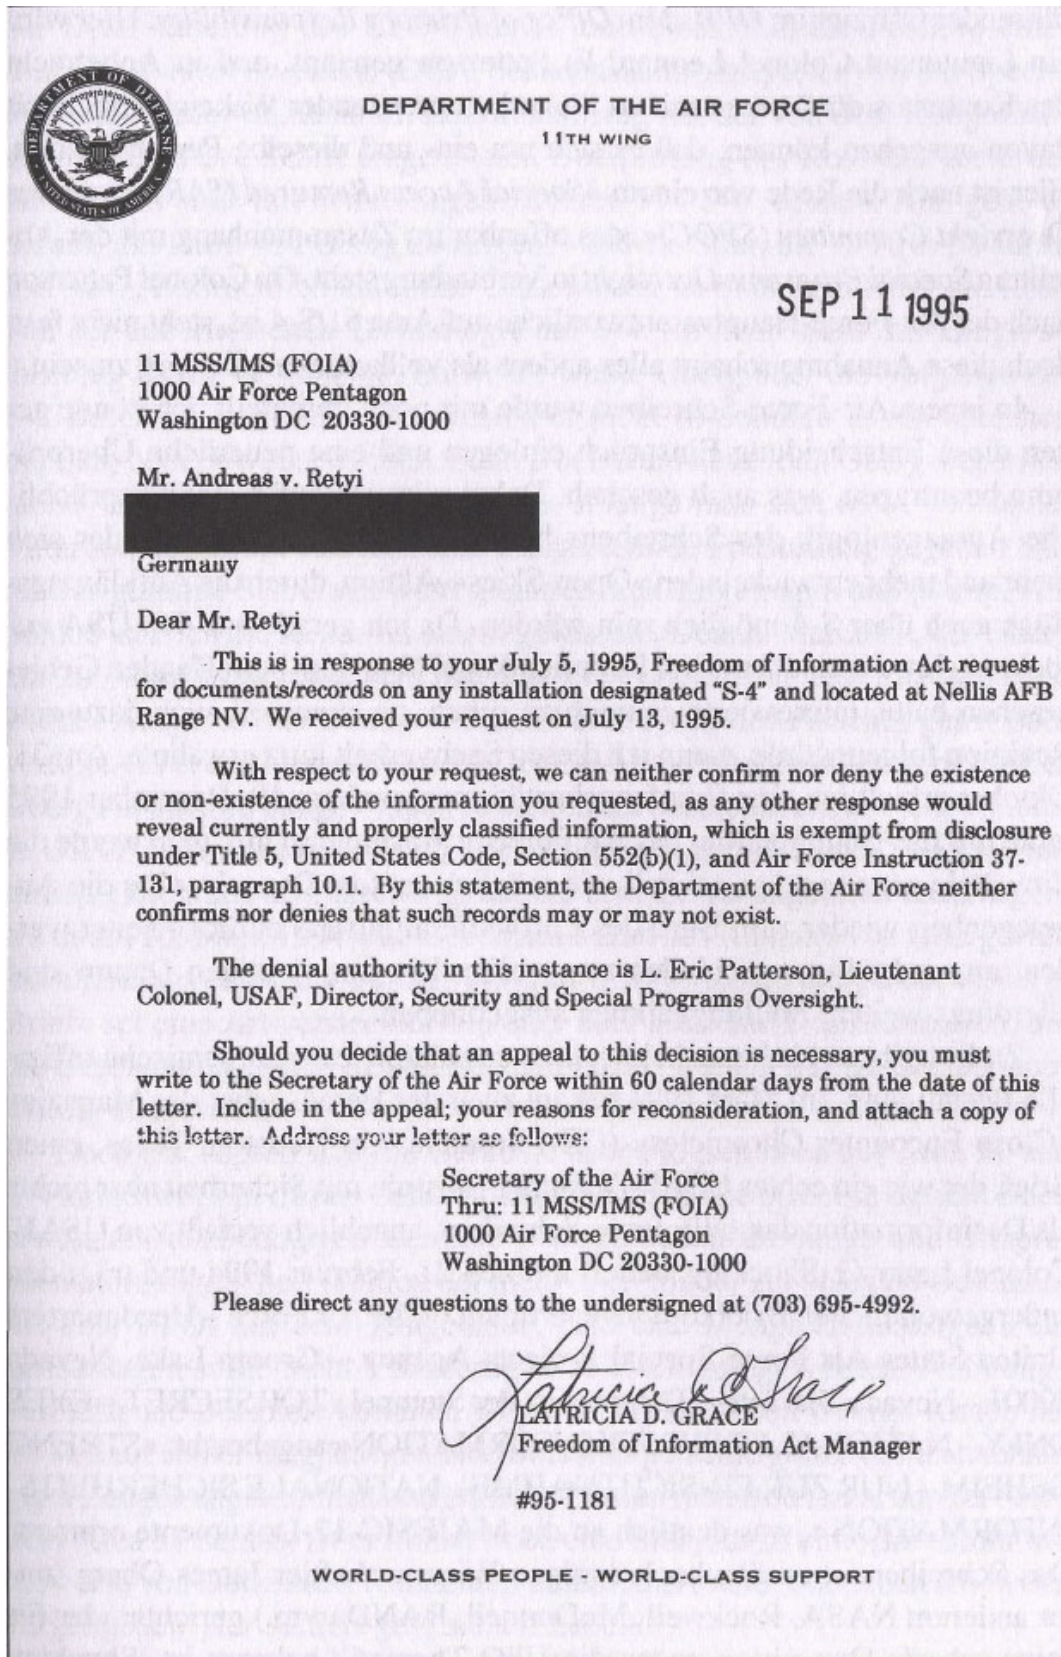 DEPARTMENT OF DEFENSE
UNITED STATES OF AMERICA
DEPARTMENT OF THE AIR FORCE
11TH WING
SEP 11 1995
11 MSS/IMS (FOIA)
1000 Air Force Pentagon
Washington DC 20330-1000
Mr. Andreas v. Retyi
Germany
Dear Mr. Retyi
This is in response to your July 5, 1995, Freedom of Information Act request
for documents/records on any installation designated “S-4” and located at Nellis AFB
Range NV. We received your request on July 13, 1995.
With respect to your request, we can neither confirm nor deny the existence
or non-existence of the information you requested, as any other response would
reveal currently and properly classified information, which is exempt from disclosure
under Title 5, United States Code, Section 552(b)(1), and Air Force Instruction 37-
131, paragraph 10.1. By this statement, the Department of the Air Force neither
confirms nor denies that such records may or may not exist.
The denial authority in this instance is L. Eric Patterson, Lieutenant
Colonel, USAF, Director, Security and Special Programs Oversight.
Should you decide that an appeal to this decision is necessary, you must
write to the Secretary of the Air Force within 60 calendar days from the date of this
letter. Include in the appeal; your reasons for reconsideration, and attach a copy of
this letter. Address your letter as follows:
Secretary of the Air Force
Thru: 11 MSS/IMS (FOIA)
1000 Air Force Pentagon
Washington DC 20330-1000
Please direct any questions to the undersigned at (703) 695-4992.
Latricia D Grace
LATRICIA D. GRACE
Freedom of Information Act Manager
#95-1181
WORLD-CLASS PEOPLE - WORLD-CLASS SUPPORT